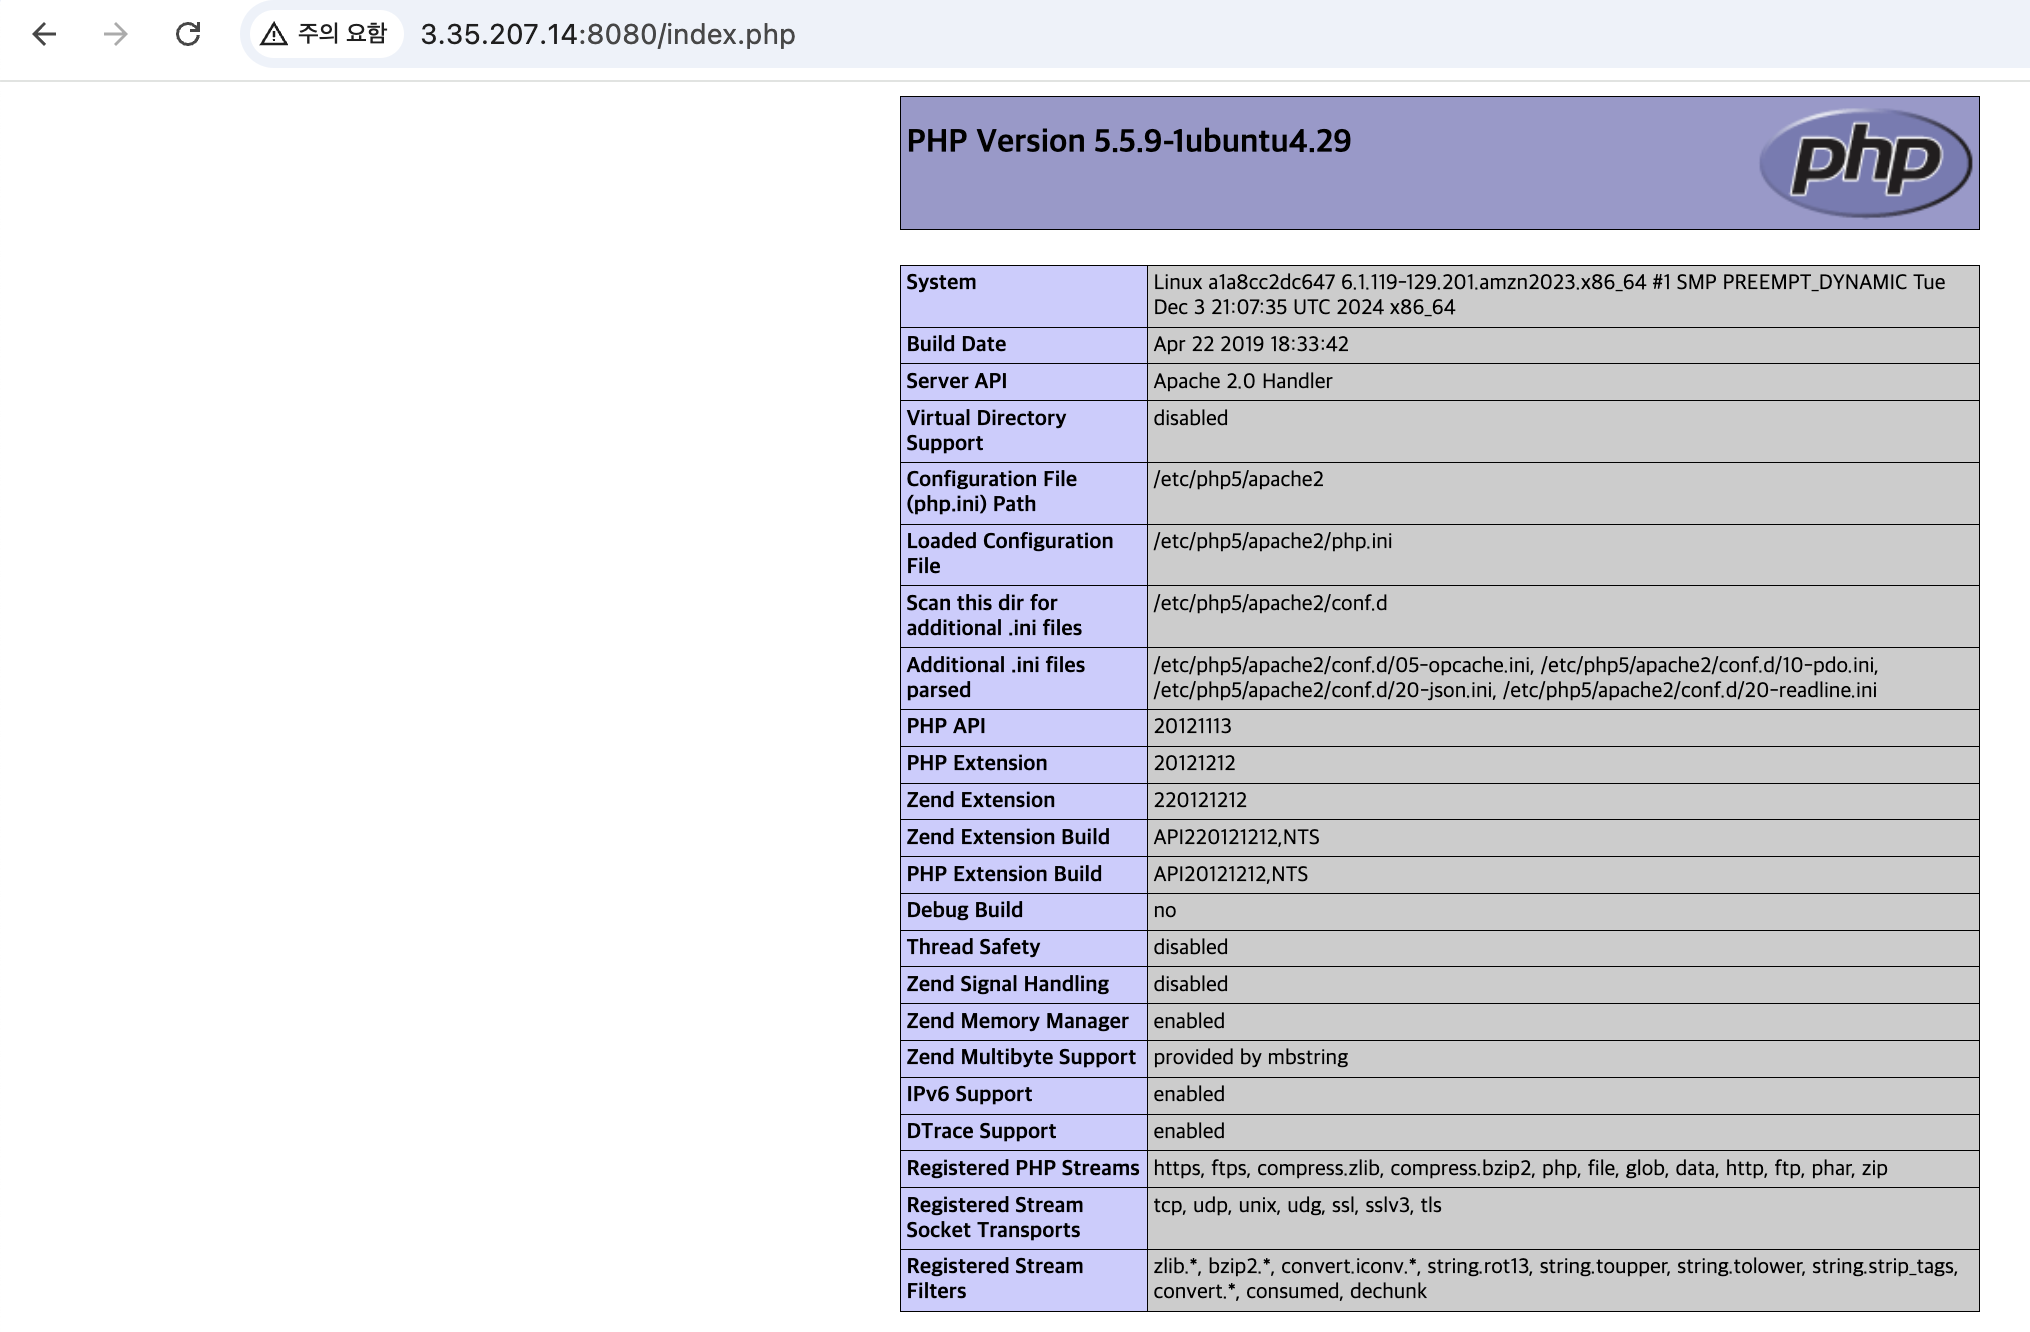 주의 요함 3.35.207.14:8080/index.php
PHP Version 5.5.9-1ubuntu4.29
php
System Linux a1a8cc2dc647 6.1.119-129.201.amzn2023.x86_64 #1 SMP PREEMPT_DYNAMIC Tue
Dec 3 21:07:35 UTC 2024 x86_64
Build Date Apr 22 2019 18:33:42
Server API Apache 2.0 Handler
Virtual Directory disabled
Support
Configuration File /etc/php5/apache2
(php.ini) Path
Loaded Configuration /etc/php5/apache2/php.ini
File
Scan this dir for /etc/php5/apache2/conf.d
additional .ini files
Additional .ini files /etc/php5/apache2/conf.d/05-opcache.ini, /etc/php5/apache2/conf.d/10-pdo.ini,
parsed /etc/php5/apache2/conf.d/20-json.ini, /etc/php5/apache2/conf.d/20-readline.ini
PHP API 20121113
PHP Extension 20121212
Zend Extension 220121212
Zend Extension Build API220121212,NTS
PHP Extension Build API20121212,NTS
Debug Build no
Thread Safety disabled
Zend Signal Handling disabled
Zend Memory Manager enabled
Zend Multibyte Support provided by mbstring
IPv6 Support enabled
DTrace Support enabled
Registered PHP Streams https, ftps, compress.zlib, compress.bzip2, php, file, glob, data, http, ftp, phar, zip
Registered Stream tcp, udp, unix, udg, ssl, sslv3, tls
Socket Transports
Registered Stream zlib.*, bzip2.*, convert.iconv.*, string.rot13, string.toupper, string.tolower, string.strip_tags,
Filters convert.*, consumed, dechunk